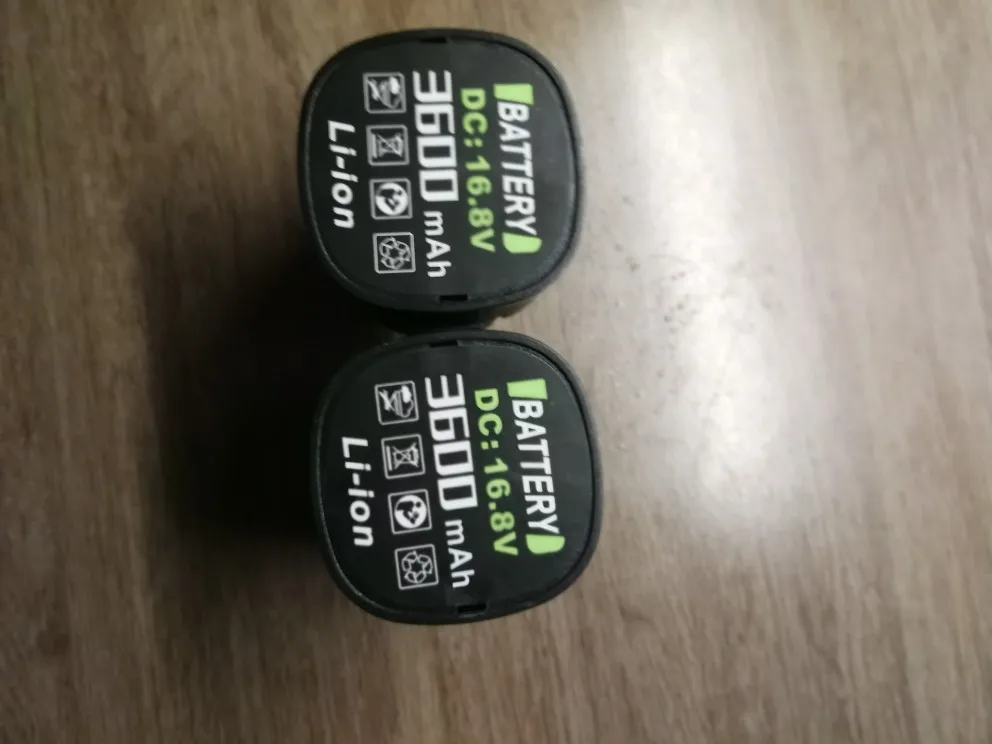 BATTERY
DC:16.8V
3600 mAh
Li-ion
BATTERY
DC:16.8V
3600 mAh
Li-ion